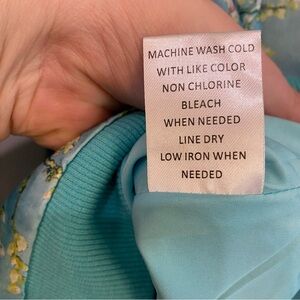 MACHINE WASH COLD
WITH LIKE COLOR
NON CHLORINE
BLEACH
WHEN NEEDED
LINE DRY
LOW IRON WHEN
NEEDED